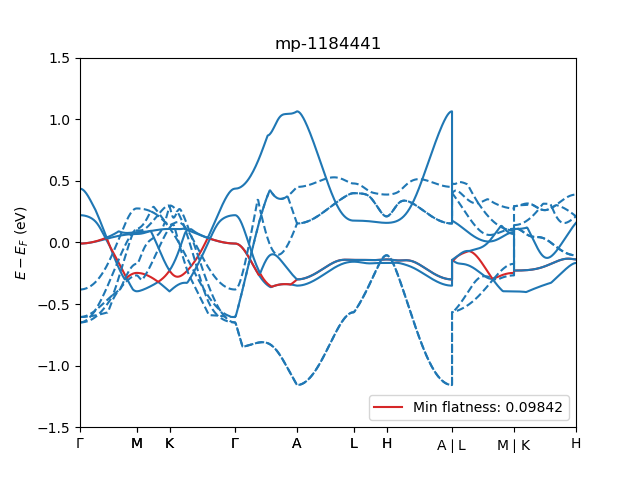 mp-1184441
1.5
1.0
0.5
0.0
−0.5
−1.0
−1.5
E − E_F (eV)
Min flatness: 0.09842
Γ M K Γ A L H A | L M | K H